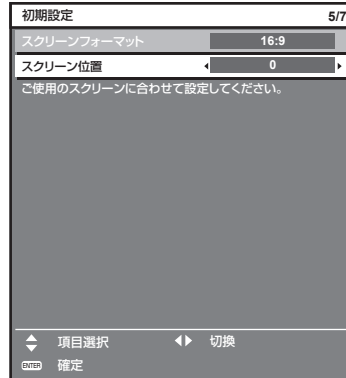 初期設定 5/7
スクリーンフォーマット 16:9
スクリーン位置 0
ご使用のスクリーンに合わせて設定してください。
項目選択 切換
ENTER 確定